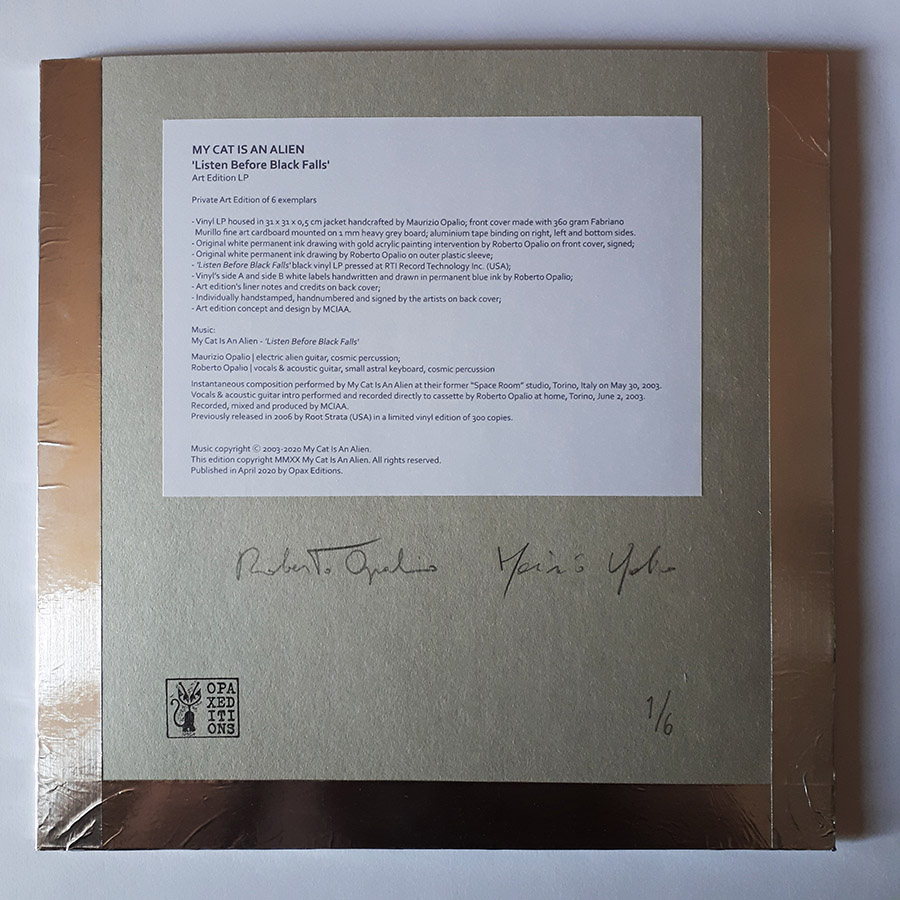 MY CAT IS AN ALIEN
'Listen Before Black Falls'
Art Edition LP
Private Art Edition of 6 exemplars
- Vinyl LP housed in 31 x 31 x 0,5 cm jacket handcrafted by Maurizio Opalio; front cover made with 360 gram Fabriano
Murillo fine art cardboard mounted on 1 mm heavy grey board; aluminium tape binding on right, left and bottom sides.
- Original white permanent ink drawing with gold acrylic painting intervention by Roberto Opalio on front cover, signed;
- Original white permanent ink drawing by Roberto Opalio on outer plastic sleeve;
- 'Listen Before Black Falls' black vinyl LP pressed at RTI Record Technology Inc. (USA);
- Vinyl's side A and side B white labels handwritten and drawn in permanent blue ink by Roberto Opalio;
- Art edition's liner notes and credits on back cover;
- Individually handstamped, handnumbered and signed by the artists on back cover;
- Art edition concept and design by MCIAA.
Music:
My Cat Is An Alien - 'Listen Before Black Falls'
Maurizio Opalio | electric alien guitar, cosmic percussion;
Roberto Opalio | vocals & acoustic guitar, small astral keyboard, cosmic percussion
Instantaneous composition performed by My Cat Is An Alien at their former "Space Room" studio, Torino, Italy on May 30, 2003.
Vocals & acoustic guitar intro performed and recorded directly to cassette by Roberto Opalio at home, Torino, June 2, 2003.
Recorded, mixed and produced by MCIAA.
Previously released in 2006 by Root Strata (USA) in a limited vinyl edition of 300 copies.
Music copyright © 2003-2020 My Cat Is An Alien.
This edition copyright MMXX My Cat Is An Alien. All rights reserved.
Published in April 2020 by Opax Editions.
Roberto Opalio
OPA
XED
ITI
ONS
1/6